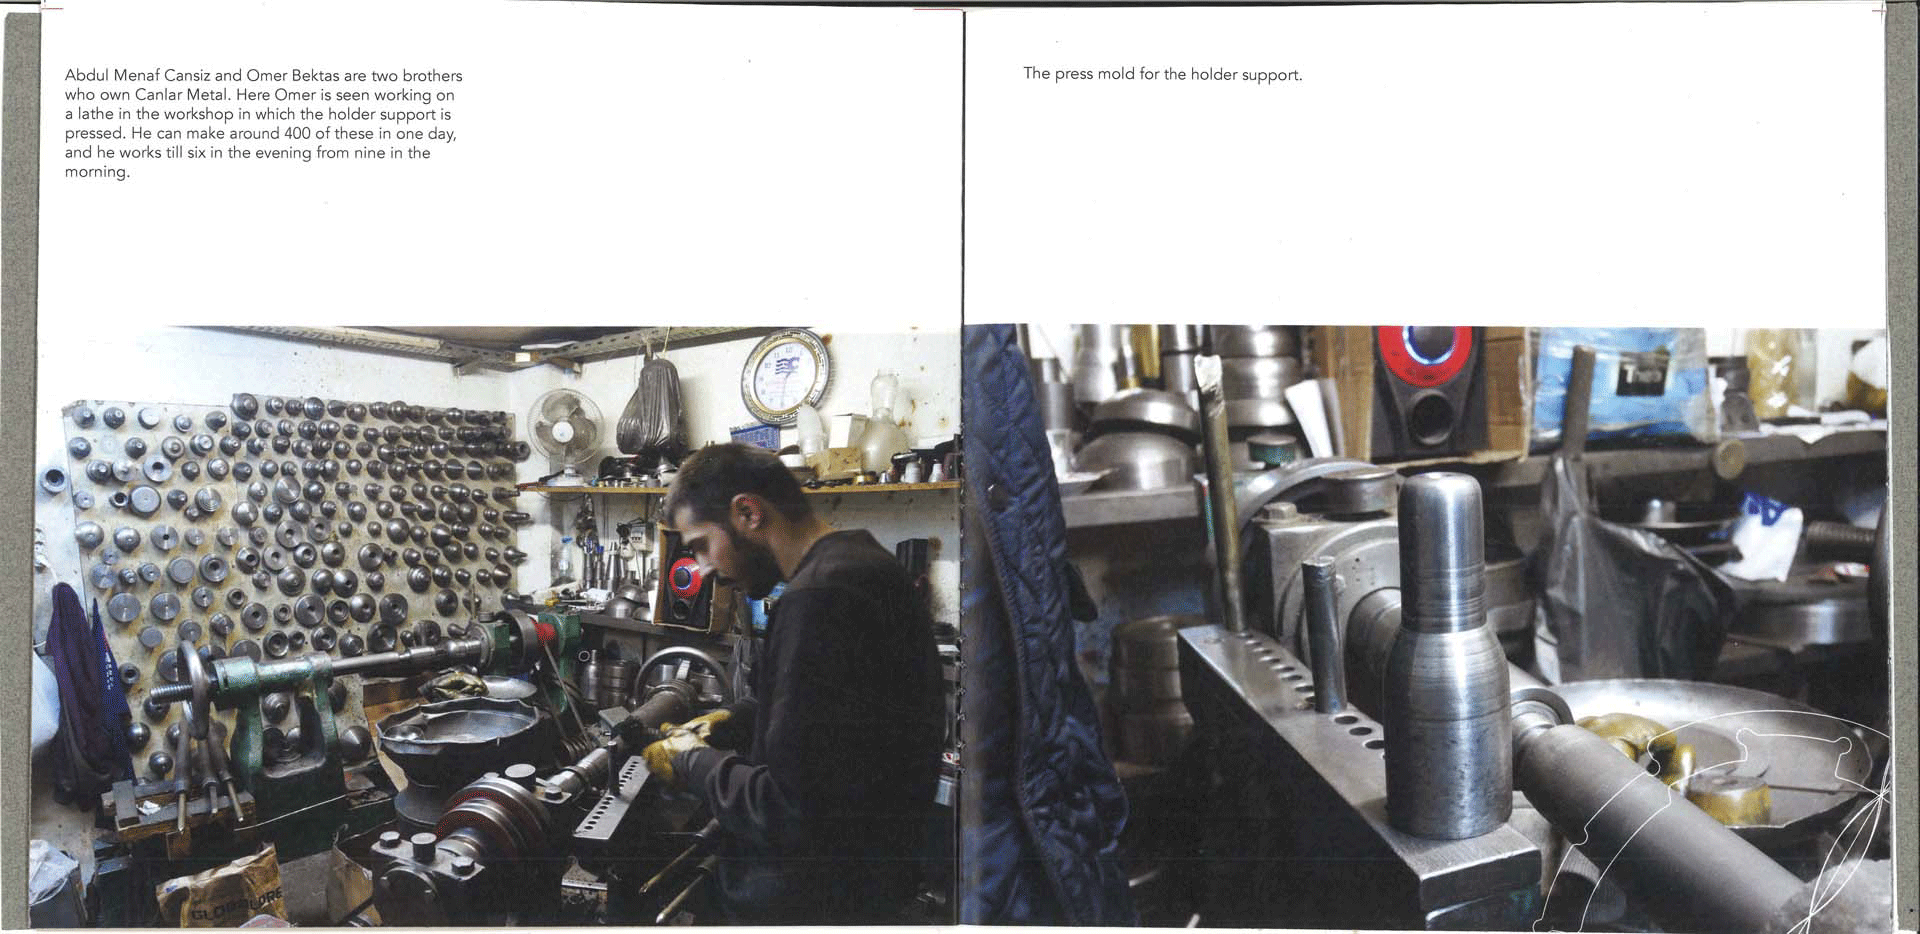 Abdul Menaf Cansiz and Omer Bektas are two brothers
who own Canlar Metal. Here Omer is seen working on
a lathe in the workshop in which the holder support is
pressed. He can make around 400 of these in one day,
and he works till six in the evening from nine in the
morning.
The press mold for the holder support.